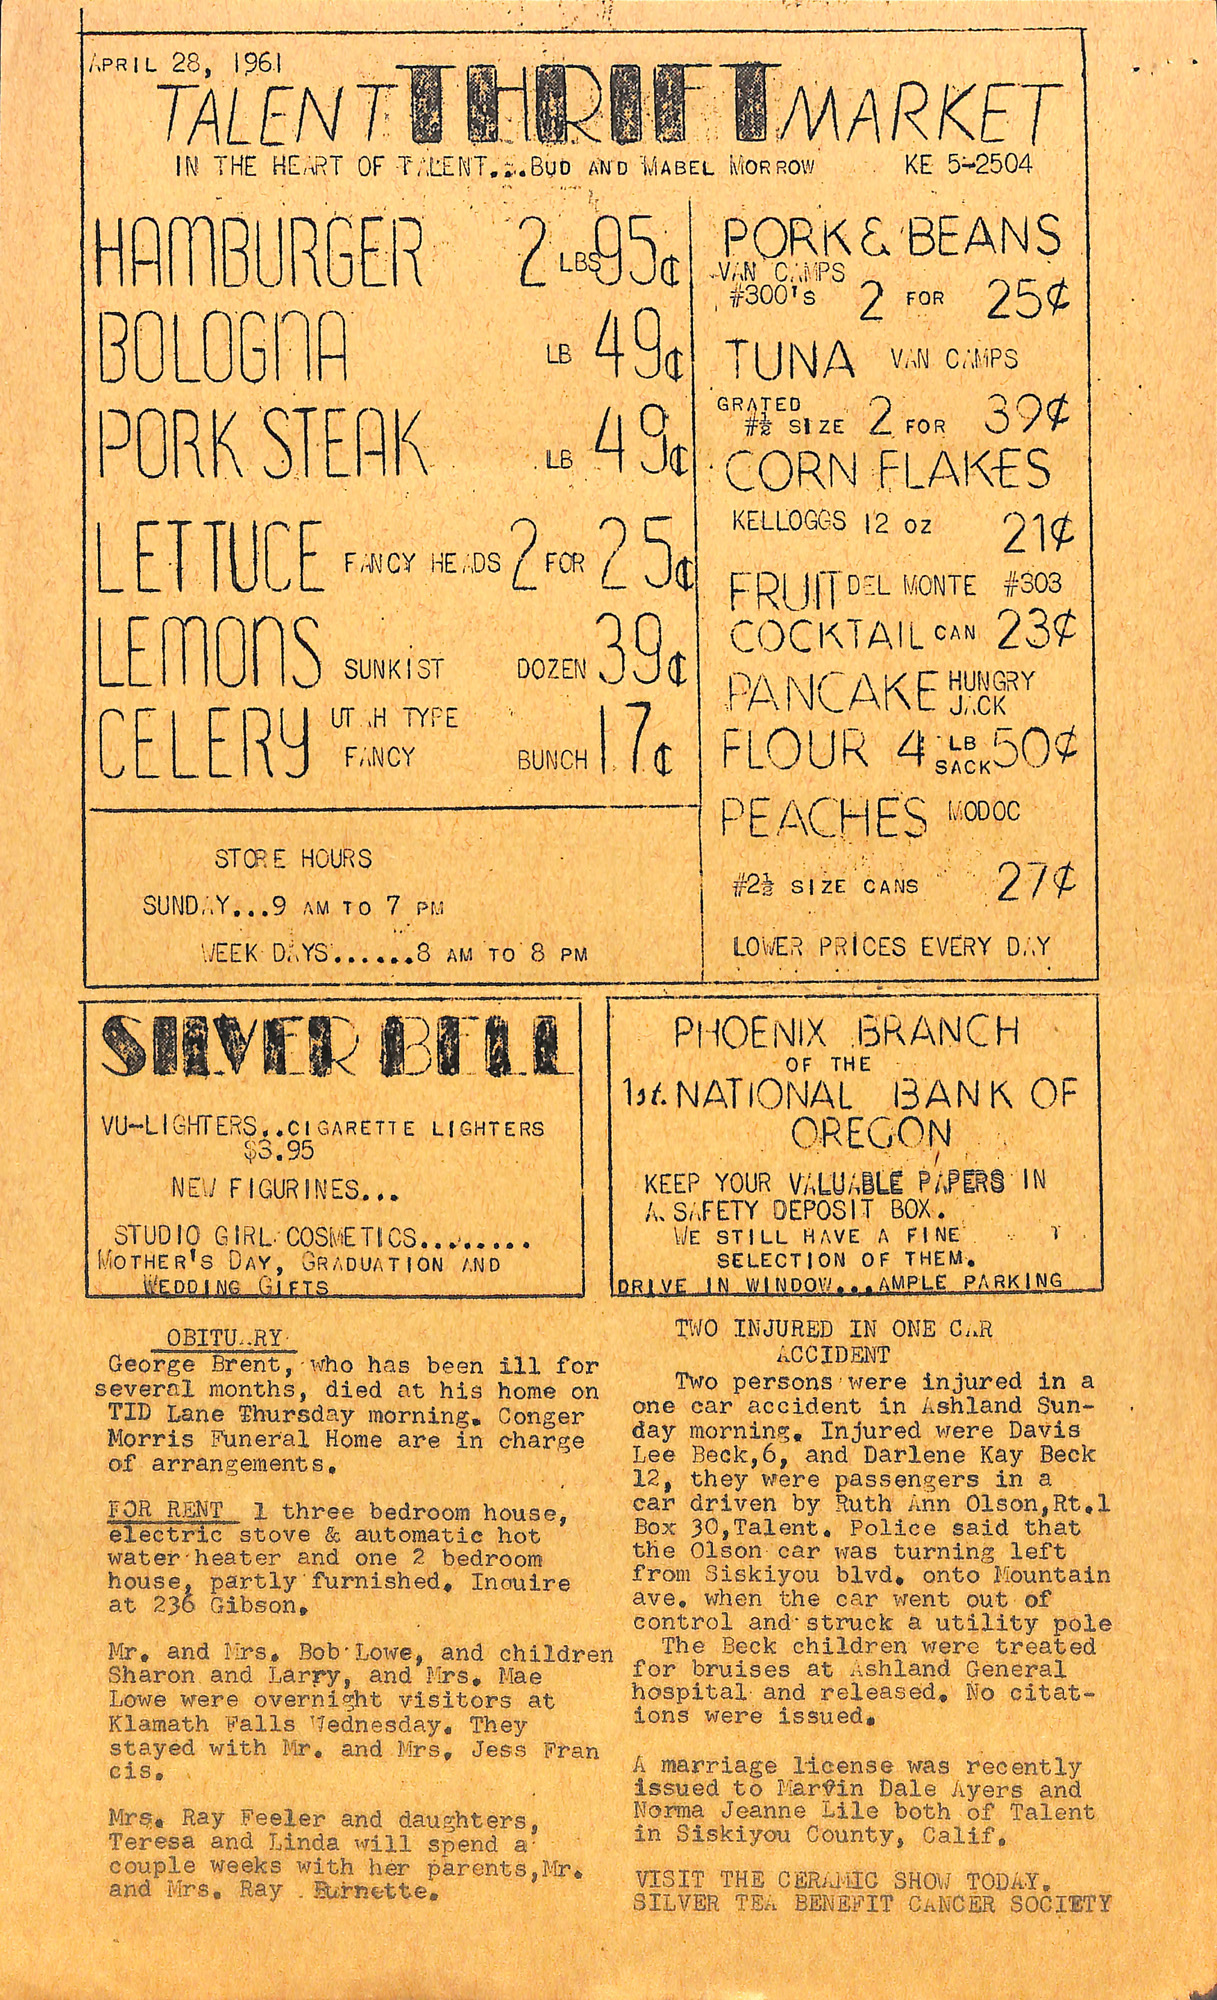 APRIL 28, 1961
TALENT THRIFT MARKET
IN THE HEART OF TALENT....BUD AND MABEL MORROW KE 5-2504
HAMBURGER 2 LBS 95¢
BOLOGNA LB 49¢
PORK STEAK LB 49¢
LETTUCE FANCY HEADS 2 FOR 25¢
LEMONS SUNKIST DOZEN 39¢
CELERY UTAH TYPE
FANCY BUNCH 17¢
STORE HOURS
SUNDAY...9 AM TO 7 PM
WEEK DAYS......8 AM TO 8 PM
PORK & BEANS
VAN CAMPS
#300's 2 FOR 25¢
TUNA VAN CAMPS
GRATED
#½ SIZE 2 FOR 39¢
CORN FLAKES
KELLOGGS 12 OZ 21¢
FRUIT DEL MONTE #303
COCKTAIL CAN 23¢
PANCAKE HUNGRY
JACK
FLOUR 4 LB
SACK 50¢
PEACHES MODOC
#2½ SIZE CANS 27¢
LOWER PRICES EVERY DAY
SILVER BELL
VU-LIGHTERS..CIGARETTE LIGHTERS
$3.95
NEW FIGURINES...
STUDIO GIRL COSMETICS........
MOTHER'S DAY, GRADUATION AND
WEDDING GIFTS
PHOENIX BRANCH
OF THE
1st. NATIONAL BANK OF
OREGON
KEEP YOUR VALUABLE PAPERS IN
A SAFETY DEPOSIT BOX.
WE STILL HAVE A FINE
SELECTION OF THEM.
DRIVE IN WINDOW...AMPLE PARKING
OBITUARY
George Brent, who has been ill for
several months, died at his home on
TID Lane Thursday morning. Conger
Morris Funeral Home are in charge
of arrangements.
FOR RENT 1 three bedroom house,
electric stove & automatic hot
water heater and one 2 bedroom
house, partly furnished. Inquire
at 236 Gibson.
Mr. and Mrs. Bob Lowe, and children
Sharon and Larry, and Mrs. Mae
Lowe were overnight visitors at
Klamath Falls Wednesday. They
stayed with Mr. and Mrs. Jess Fran
cis.
Mrs. Ray Feeler and daughters,
Teresa and Linda will spend a
couple weeks with her parents,Mr.
and Mrs. Ray Burnette.
TWO INJURED IN ONE CAR
ACCIDENT
Two persons were injured in a
one car accident in Ashland Sun-
day morning. Injured were Davis
Lee Beck,6, and Darlene Kay Beck
12, they were passengers in a
car driven by Ruth Ann Olson,Rt.1
Box 30,Talent. Police said that
the Olson car was turning left
from Siskiyou blvd. onto Mountain
ave. when the car went out of
control and struck a utility pole
The Beck children were treated
for bruises at Ashland General
hospital and released. No citat-
ions were issued.
A marriage license was recently
issued to Marvin Dale Ayers and
Norma Jeanne Lile both of Talent
in Siskiyou County, Calif.
VISIT THE CERAMIC SHOW TODAY.
SILVER TEA BENEFIT CANCER SOCIETY